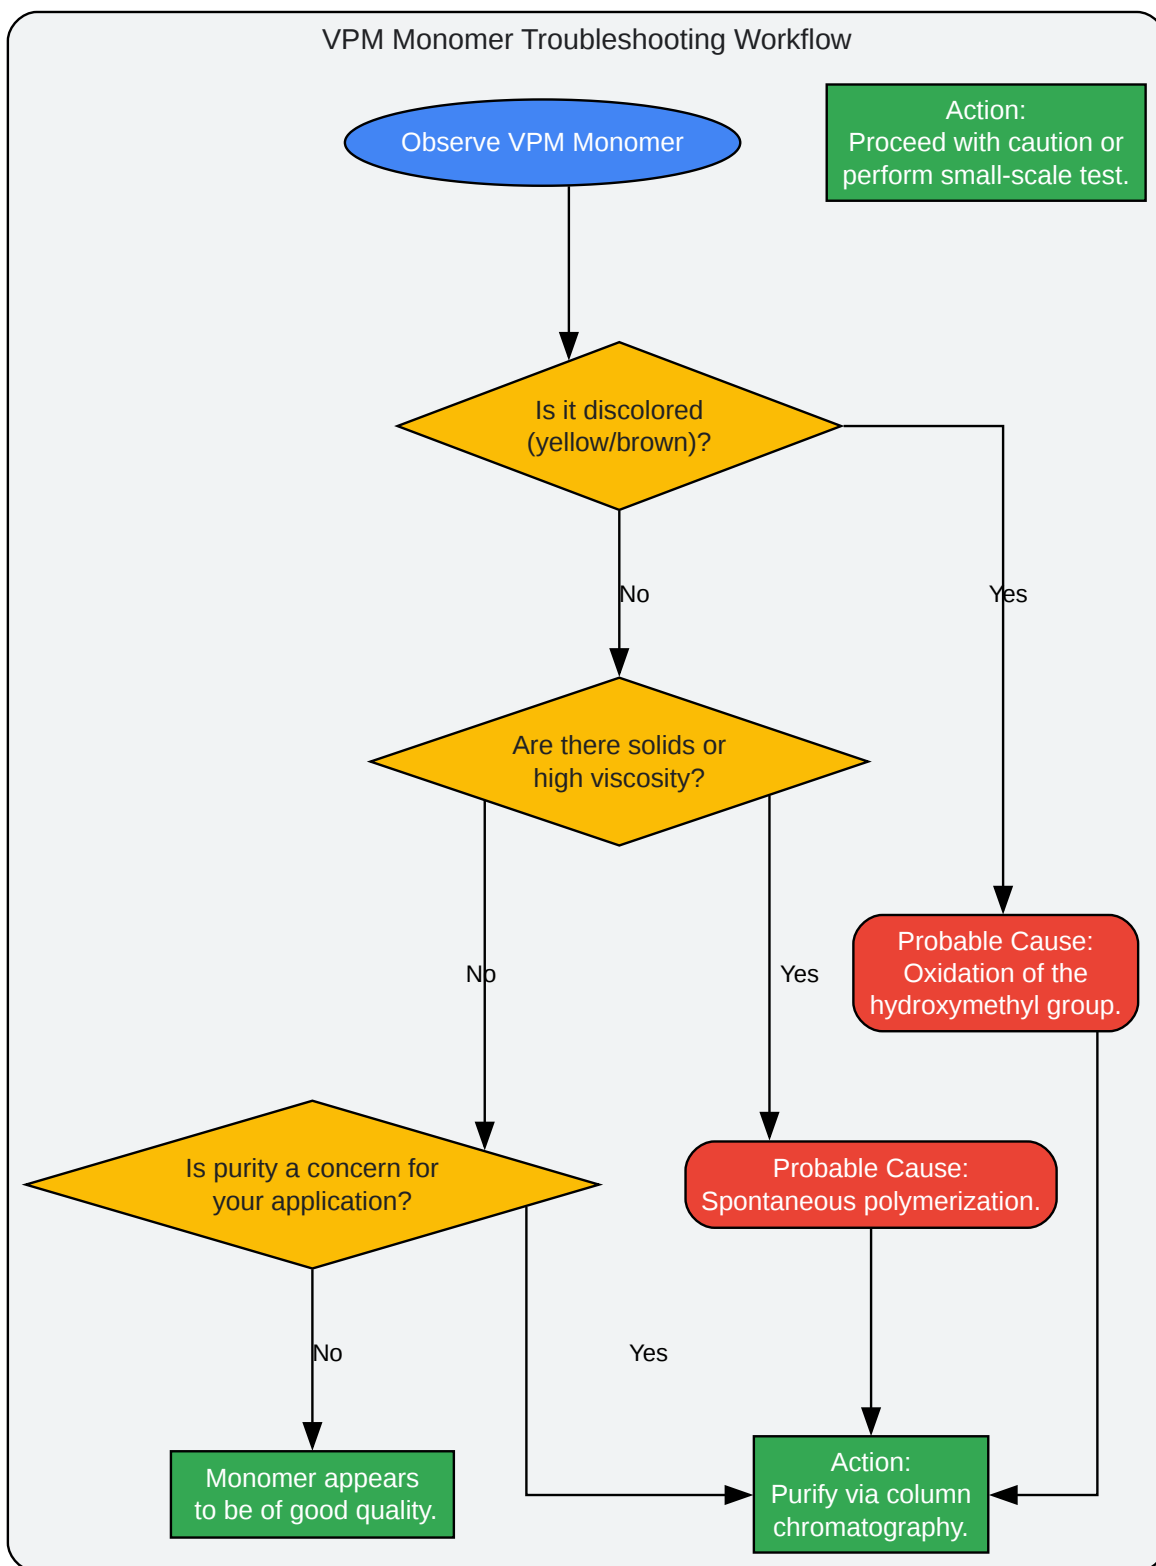 VPM Monomer Troubleshooting Workflow
Observe VPM Monomer
Action:
Proceed with caution or
perform small-scale test.
Is it discolored
(yellow/brown)?
No
Yes
Are there solids or
high viscosity?
No
Yes
Probable Cause:
Oxidation of the
hydroxymethyl group.
Is purity a concern for
your application?
Probable Cause:
Spontaneous polymerization.
No
Yes
Monomer appears
to be of good quality.
Action:
Purify via column
chromatography.